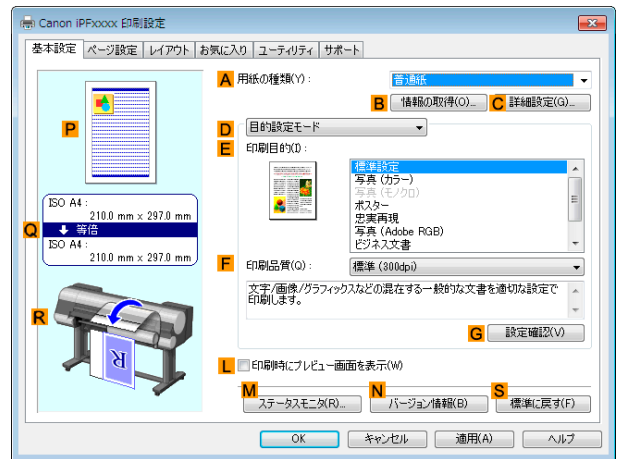 Canon iPFxxxx 印刷設定
基本設定 ページ設定 レイアウト お気に入り ユーティリティ サポート
A 用紙の種類(Y)： 普通紙
B 情報の取得(O)... C 詳細設定(G)...
P
D 目的設定モード
E 印刷目的(I)：
標準設定
写真 (カラー)
写真 (モノクロ)
ポスター
忠実再現
写真 (Adobe RGB)
ビジネス文書
ISO A4：
210.0 mm x 297.0 mm
Q 等倍
ISO A4：
210.0 mm x 297.0 mm
F 印刷品質(Q)： 標準 (300dpi)
文字/画像/グラフィックスなどの混在する一般的な文書を適切な設定で
印刷します。
R
G 設定確認(V)
L 印刷時にプレビュー画面を表示(W)
M ステータスモニタ(R)... N バージョン情報(B) S 標準に戻す(F)
OK キャンセル 適用(A) ヘルプ